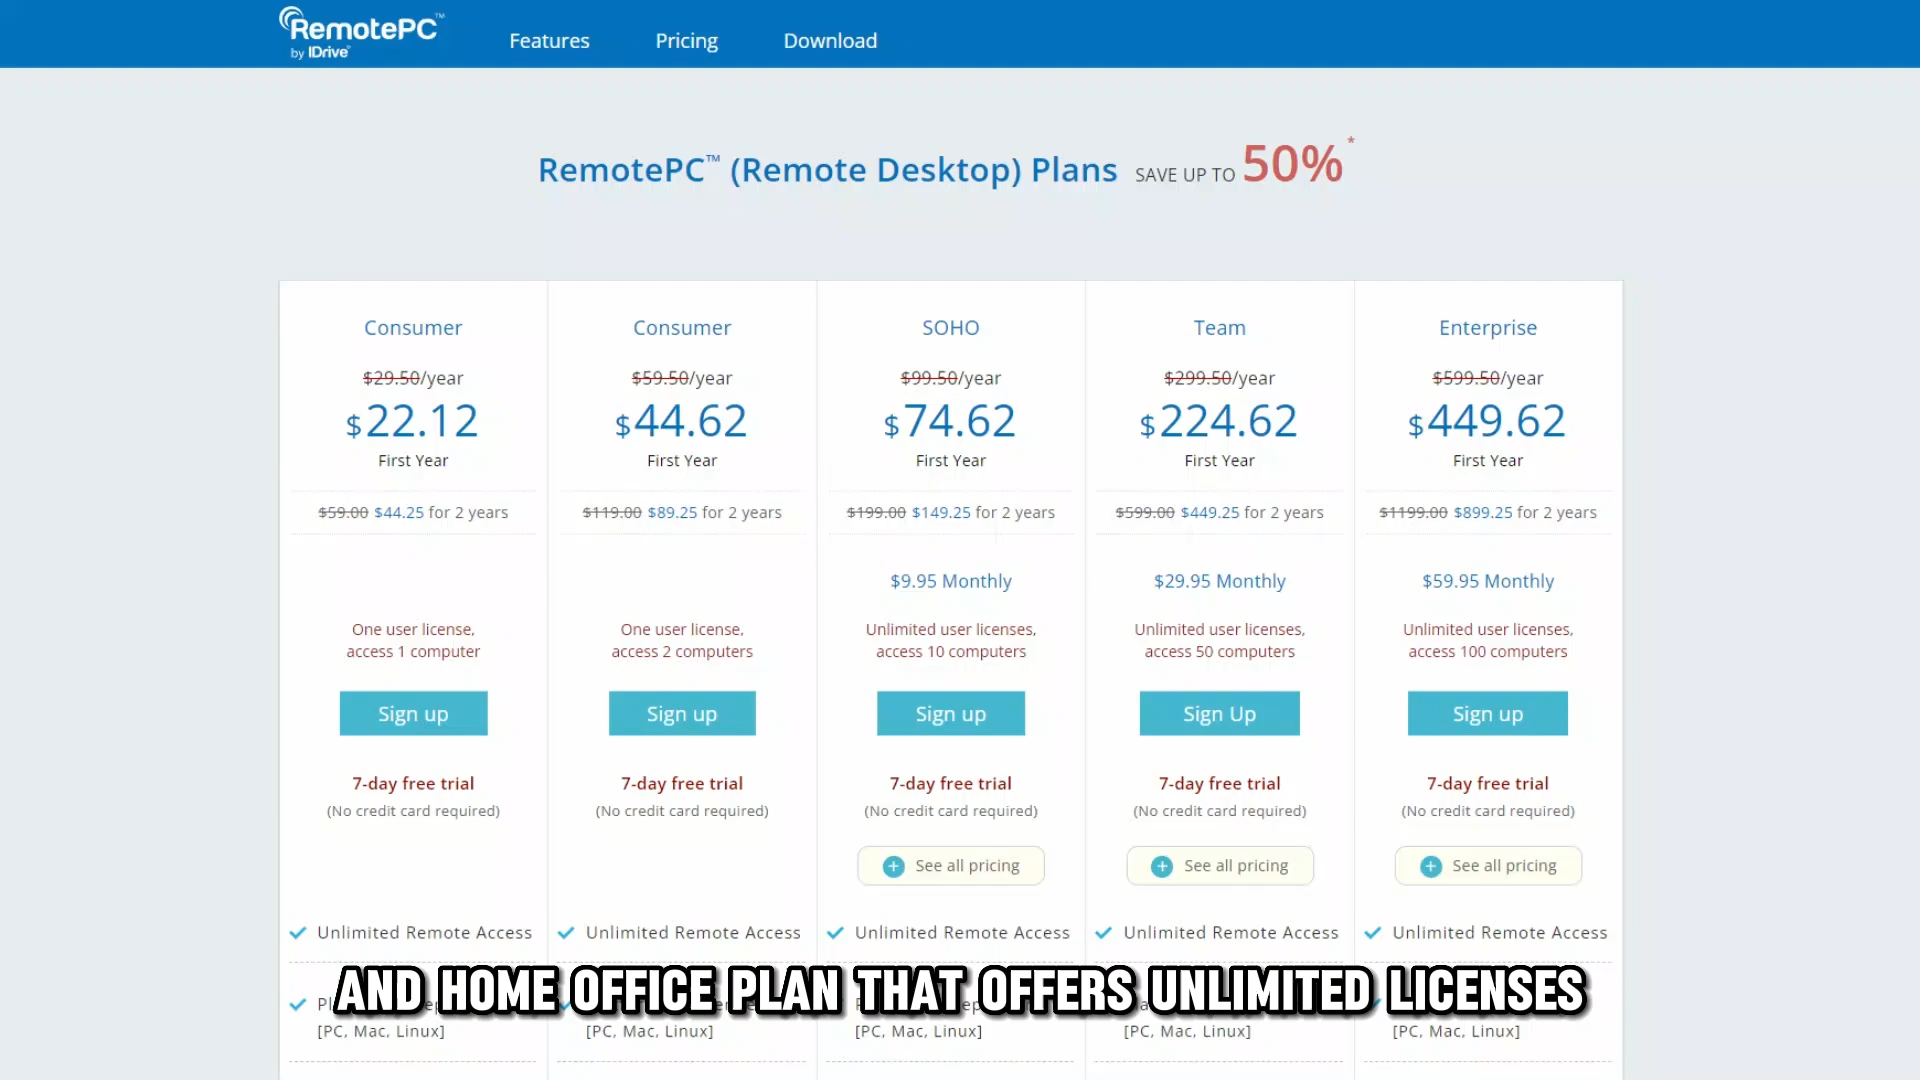 RemotePC™
by IDrive®
Features
Pricing
Download
RemotePC™ (Remote Desktop) Plans SAVE UP TO 50%*
Consumer
$29.50/year
$22.12
First Year
$59.00 $44.25 for 2 years
One user license,
access 1 computer
Sign up
7-day free trial
(No credit card required)
Unlimited Remote Access
[PC, Mac, Linux]
Consumer
$59.50/year
$44.62
First Year
$119.00 $89.25 for 2 years
One user license,
access 2 computers
Sign up
7-day free trial
(No credit card required)
Unlimited Remote Access
[PC, Mac, Linux]
SOHO
$99.50/year
$74.62
First Year
$199.00 $149.25 for 2 years
$9.95 Monthly
Unlimited user licenses,
access 10 computers
Sign up
7-day free trial
(No credit card required)
See all pricing
Unlimited Remote Access
[PC, Mac, Linux]
Team
$299.50/year
$224.62
First Year
$599.00 $449.25 for 2 years
$29.95 Monthly
Unlimited user licenses,
access 50 computers
Sign Up
7-day free trial
(No credit card required)
See all pricing
Unlimited Remote Access
[PC, Mac, Linux]
Enterprise
$599.50/year
$449.62
First Year
$1199.00 $899.25 for 2 years
$59.95 Monthly
Unlimited user licenses,
access 100 computers
Sign up
7-day free trial
(No credit card required)
See all pricing
Unlimited Remote Access
[PC, Mac, Linux]
AND HOME OFFICE PLAN THAT OFFERS UNLIMITED LICENSES